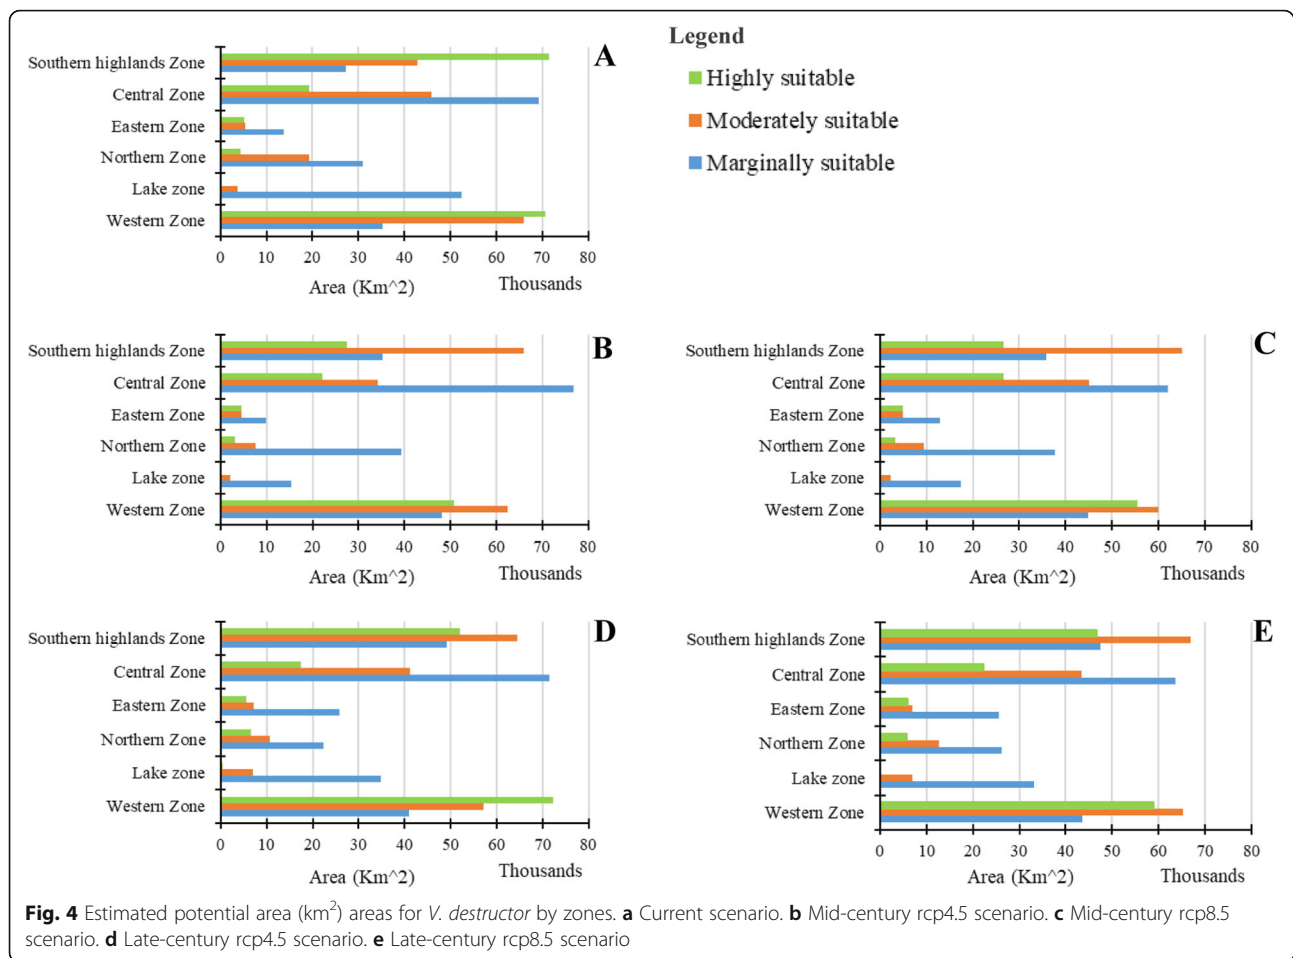 Legend
Highly suitable
Moderately suitable
Marginally suitable
A
Southern highlands Zone
Central Zone
Eastern Zone
Northern Zone
Lake zone
Western Zone
0 10 20 30 40 50 60 70 80
Area (Km^2) Thousands
B
Southern highlands Zone
Central Zone
Eastern Zone
Northern Zone
Lake zone
Western Zone
0 10 20 30 40 50 60 70 80
Area (Km^2) Thousands
C
Southern highlands Zone
Central Zone
Eastern Zone
Northern Zone
Lake zone
Western Zone
0 10 20 30 40 50 60 70 80
Area (Km^2) Thousands
D
Southern highlands Zone
Central Zone
Eastern Zone
Northern Zone
Lake zone
Western Zone
0 10 20 30 40 50 60 70 80
Area (Km^2) Thousands
E
Southern highlands Zone
Central Zone
Eastern Zone
Northern Zone
Lake zone
Western Zone
0 10 20 30 40 50 60 70 80
Area (Km^2) Thousands
Fig. 4 Estimated potential area (km²) areas for V. destructor by zones. a Current scenario. b Mid-century rcp4.5 scenario. c Mid-century rcp8.5
scenario. d Late-century rcp4.5 scenario. e Late-century rcp8.5 scenario